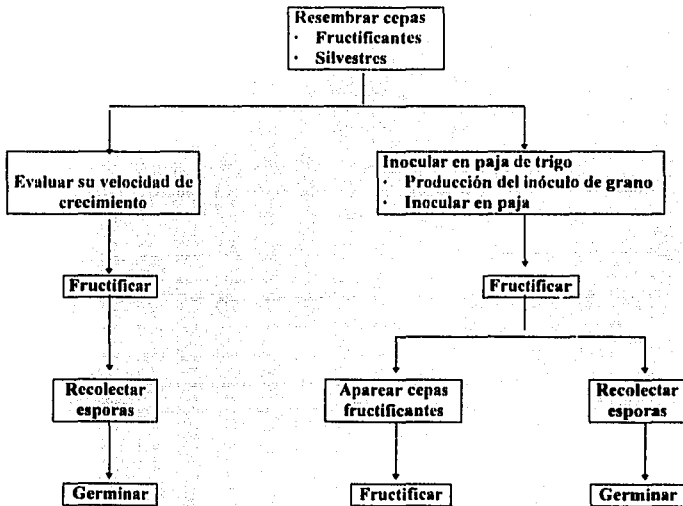 Resembrar cepas
· Fructificantes
· Silvestres
Evaluar su velocidad de
crecimiento
Inocular en paja de trigo
· Producción del inóculo de grano
· Inocular en paja
Fructificar
Fructificar
Recolectar
esporas
Aparear cepas
fructificantes
Recolectar
esporas
Germinar
Fructificar
Germinar